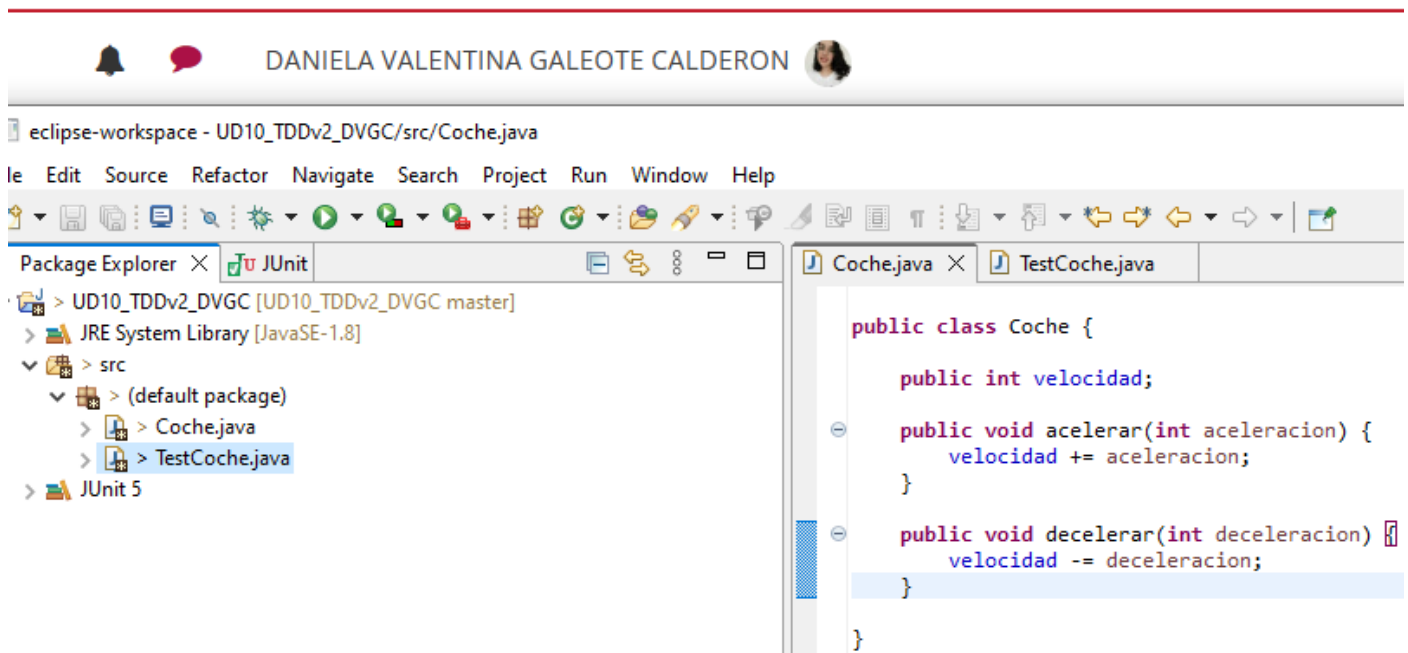 DANIELA VALENTINA GALEOTE CALDERON
eclipse-workspace - UD10_TDDv2_DVGC/src/Coche.java
le Edit Source Refactor Navigate Search Project Run Window Help
Package Explorer
JUnit
> UD10_TDDv2_DVGC [UD10_TDDv2_DVGC master]
JRE System Library [JavaSE-1.8]
> src
> (default package)
> Coche.java
> TestCoche.java
JUnit 5
Coche.java
TestCoche.java
public class Coche {
public int velocidad;
public void acelerar(int aceleracion) {
velocidad += aceleracion;
}
public void decelerar(int deceleracion) {
velocidad -= deceleracion;
}
}